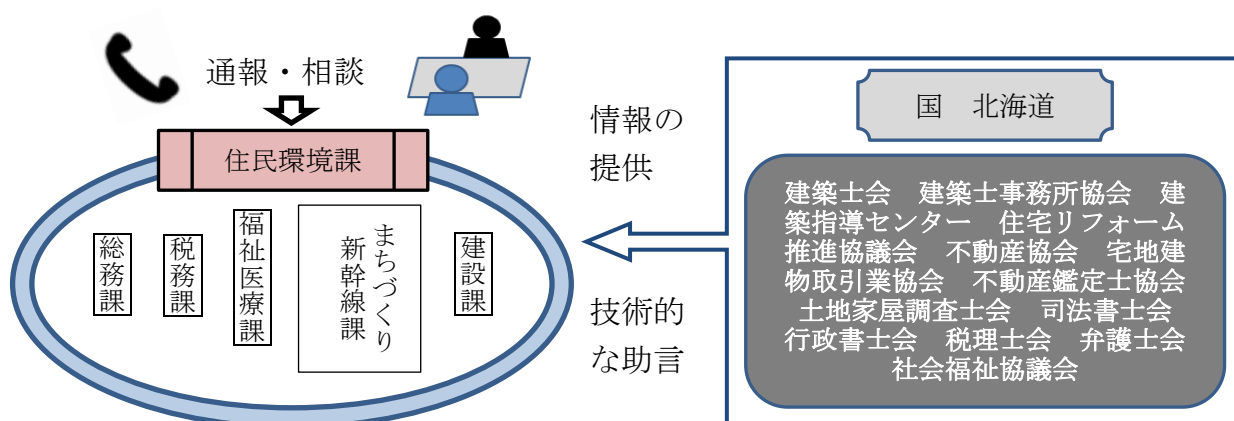 通報・相談
住民環境課
総務課
税務課
福祉医療課
まちづくり
新幹線課
建設課
情報の
提供
技術的
な助言
国　北海道
建築士会　建築士事務所協会　建
築指導センター　住宅リフォーム
推進協議会　不動産協会　宅地建
物取引業協会　不動産鑑定士協会
土地家屋調査士会　司法書士会
行政書士会　税理士会　弁護士会
社会福祉協議会